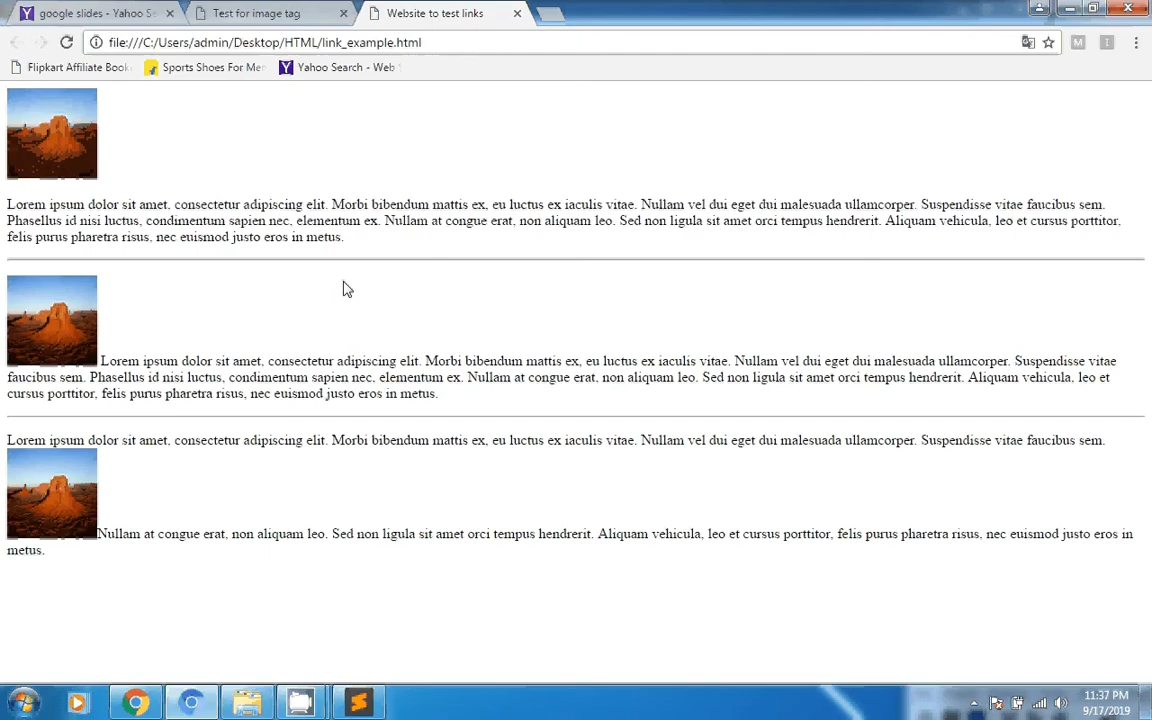 google slides - Yahoo S
Test for image tag
Website to test links
file:///C:/Users/admin/Desktop/HTML/link_example.html
M
I
Flipkart Affiliate Book
Sports Shoes For Me
Yahoo Search - Web
Lorem ipsum dolor sit amet, consectetur adipiscing elit. Morbi bibendum mattis ex, eu luctus ex iaculis vitae. Nullam vel dui eget dui malesuada ullamcorper. Suspendisse vitae faucibus sem.
Phasellus id nisi luctus, condimentum sapien nec, elementum ex. Nullam at congue erat, non aliquam leo. Sed non ligula sit amet orci tempus hendrerit. Aliquam vehicula, leo et cursus porttitor,
felis purus pharetra risus, nec euismod justo eros in metus.
Lorem ipsum dolor sit amet, consectetur adipiscing elit. Morbi bibendum mattis ex, eu luctus ex iaculis vitae. Nullam vel dui eget dui malesuada ullamcorper. Suspendisse vitae
faucibus sem. Phasellus id nisi luctus, condimentum sapien nec, elementum ex. Nullam at congue erat, non aliquam leo. Sed non ligula sit amet orci tempus hendrerit. Aliquam vehicula, leo et
cursus porttitor, felis purus pharetra risus, nec euismod justo eros in metus.
Lorem ipsum dolor sit amet, consectetur adipiscing elit. Morbi bibendum mattis ex, eu luctus ex iaculis vitae. Nullam vel dui eget dui malesuada ullamcorper. Suspendisse vitae faucibus sem.
Nullam at congue erat, non aliquam leo. Sed non ligula sit amet orci tempus hendrerit. Aliquam vehicula, leo et cursus porttitor, felis purus pharetra risus, nec euismod justo eros in
metus.
11:37 PM
9/17/2019